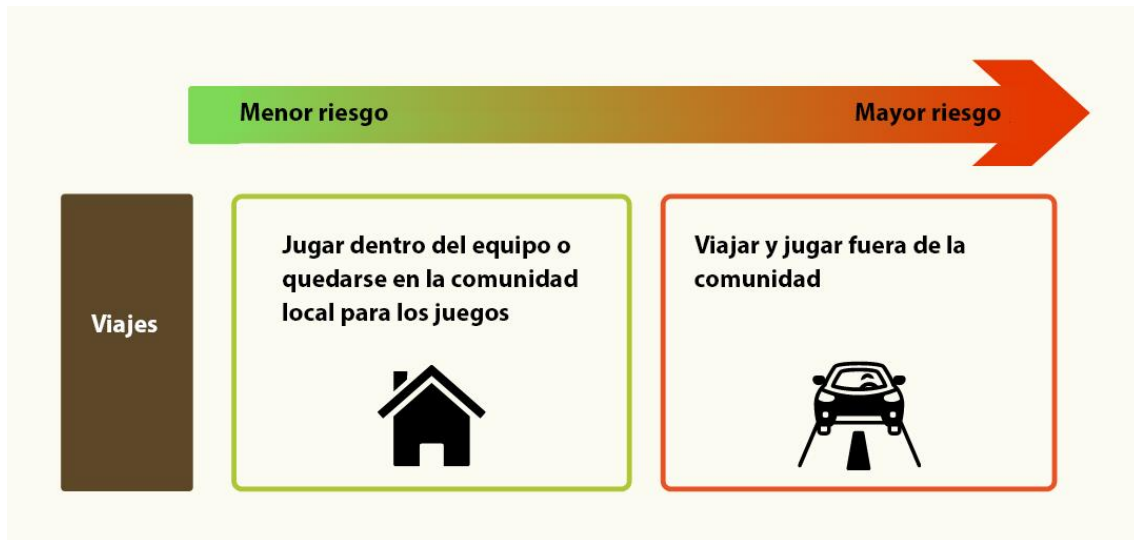 Menor riesgo
Mayor riesgo
Viajes
Jugar dentro del equipo o
quedarse en la comunidad
local para los juegos
Viajar y jugar fuera de la
comunidad